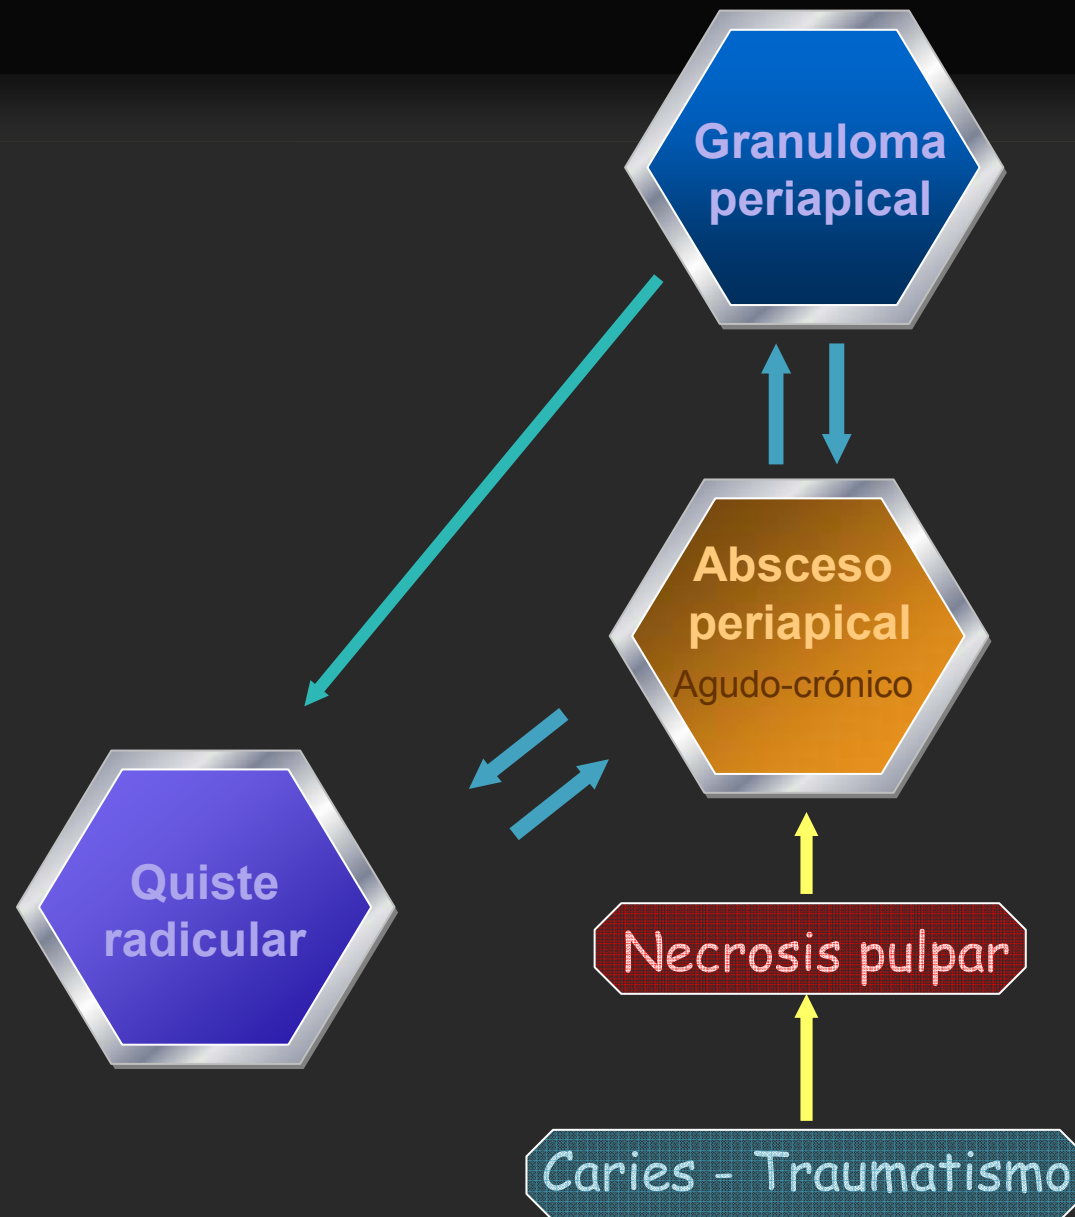 Granuloma
periapical
Absceso
periapical
Agudo-crónico
Quiste
radicular
Necrosis pulpar
Caries - Traumatismo